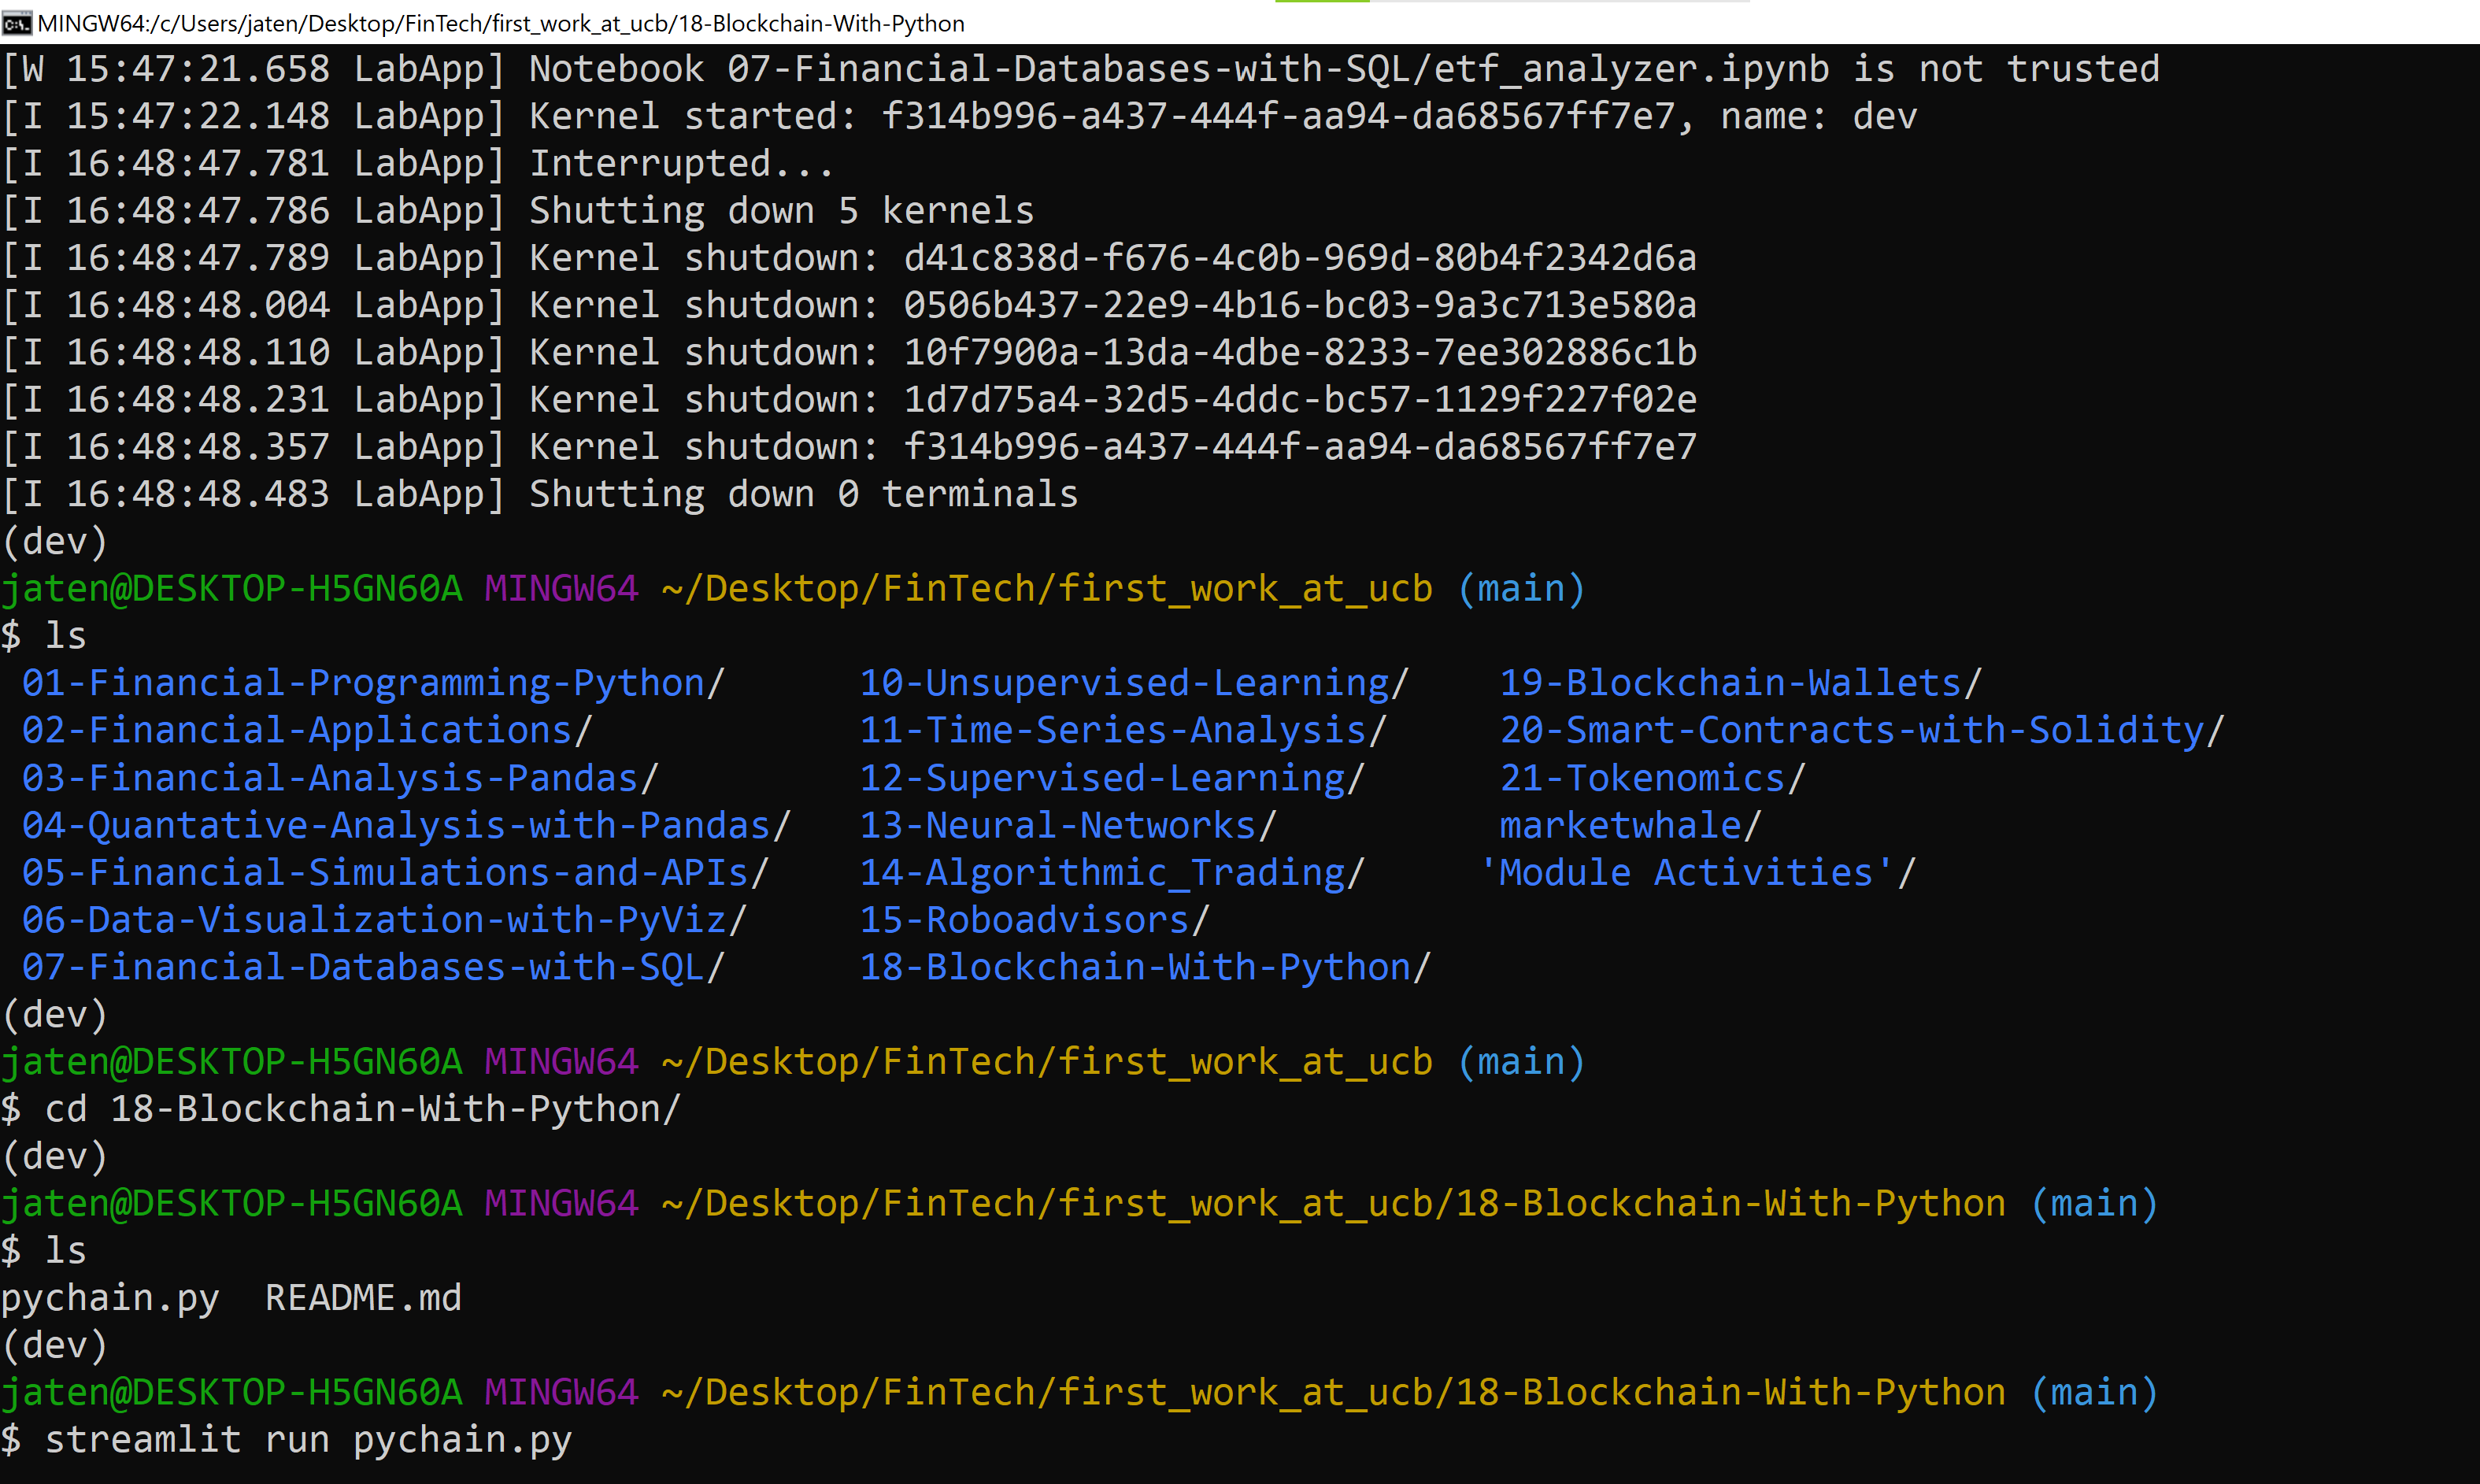 MINGW64:/c/Users/jaten/Desktop/FinTech/first_work_at_ucb/18-Blockchain-With-Python
[W 15:47:21.658 LabApp] Notebook 07-Financial-Databases-with-SQL/etf_analyzer.ipynb is not trusted
[I 15:47:22.148 LabApp] Kernel started: f314b996-a437-444f-aa94-da68567ff7e7, name: dev
[I 16:48:47.781 LabApp] Interrupted...
[I 16:48:47.786 LabApp] Shutting down 5 kernels
[I 16:48:47.789 LabApp] Kernel shutdown: d41c838d-f676-4c0b-969d-80b4f2342d6a
[I 16:48:48.004 LabApp] Kernel shutdown: 0506b437-22e9-4b16-bc03-9a3c713e580a
[I 16:48:48.110 LabApp] Kernel shutdown: 10f7900a-13da-4dbe-8233-7ee302886c1b
[I 16:48:48.231 LabApp] Kernel shutdown: 1d7d75a4-32d5-4ddc-bc57-1129f227f02e
[I 16:48:48.357 LabApp] Kernel shutdown: f314b996-a437-444f-aa94-da68567ff7e7
[I 16:48:48.483 LabApp] Shutting down 0 terminals
(dev)
jaten@DESKTOP-H5GN60A MINGW64 ~/Desktop/FinTech/first_work_at_ucb (main)
$ ls
01-Financial-Programming-Python/ 10-Unsupervised-Learning/ 19-Blockchain-Wallets/
02-Financial-Applications/ 11-Time-Series-Analysis/ 20-Smart-Contracts-with-Solidity/
03-Financial-Analysis-Pandas/ 12-Supervised-Learning/ 21-Tokenomics/
04-Quantative-Analysis-with-Pandas/ 13-Neural-Networks/ marketwhale/
05-Financial-Simulations-and-APIs/ 14-Algorithmic_Trading/ 'Module Activities'/
06-Data-Visualization-with-PyViz/ 15-Roboadvisors/
07-Financial-Databases-with-SQL/ 18-Blockchain-With-Python/
(dev)
jaten@DESKTOP-H5GN60A MINGW64 ~/Desktop/FinTech/first_work_at_ucb (main)
$ cd 18-Blockchain-With-Python/
(dev)
jaten@DESKTOP-H5GN60A MINGW64 ~/Desktop/FinTech/first_work_at_ucb/18-Blockchain-With-Python (main)
$ ls
pychain.py README.md
(dev)
jaten@DESKTOP-H5GN60A MINGW64 ~/Desktop/FinTech/first_work_at_ucb/18-Blockchain-With-Python (main)
$ streamlit run pychain.py